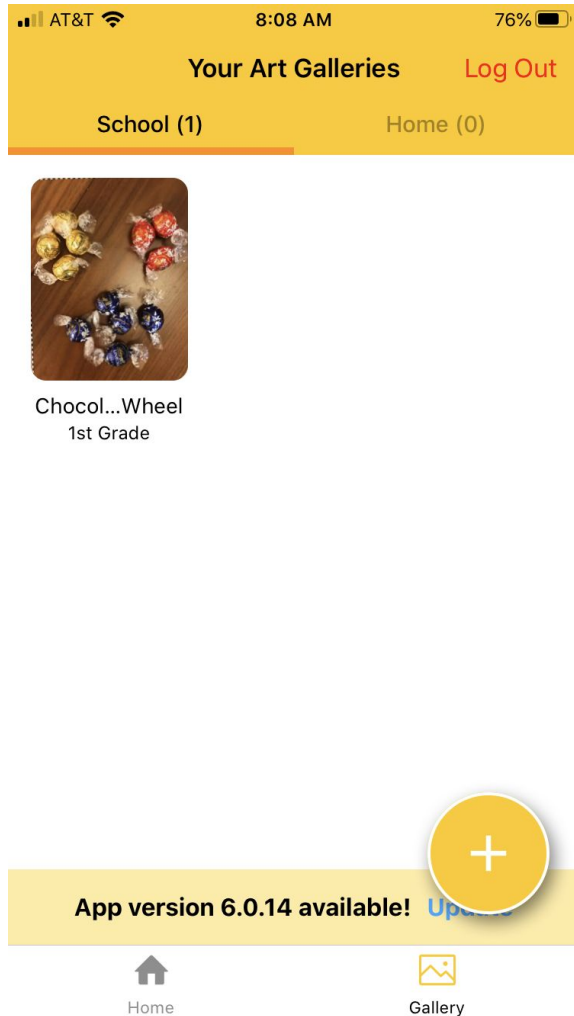 AT&T 8:08 AM 76%
Your Art Galleries Log Out
School (1) Home (0)
Chocol...Wheel
1st Grade
App version 6.0.14 available!
Home Gallery